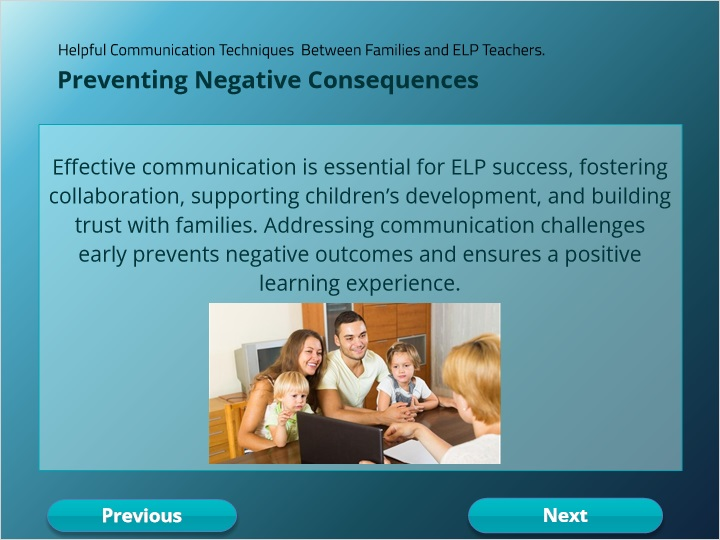 Helpful Communication Techniques  Between Families and ELP Teachers.
Preventing Negative Consequences
Effective communication is essential for ELP success, fostering
collaboration, supporting children’s development, and building
trust with families. Addressing communication challenges
early prevents negative outcomes and ensures a positive
learning experience.
Previous
Next